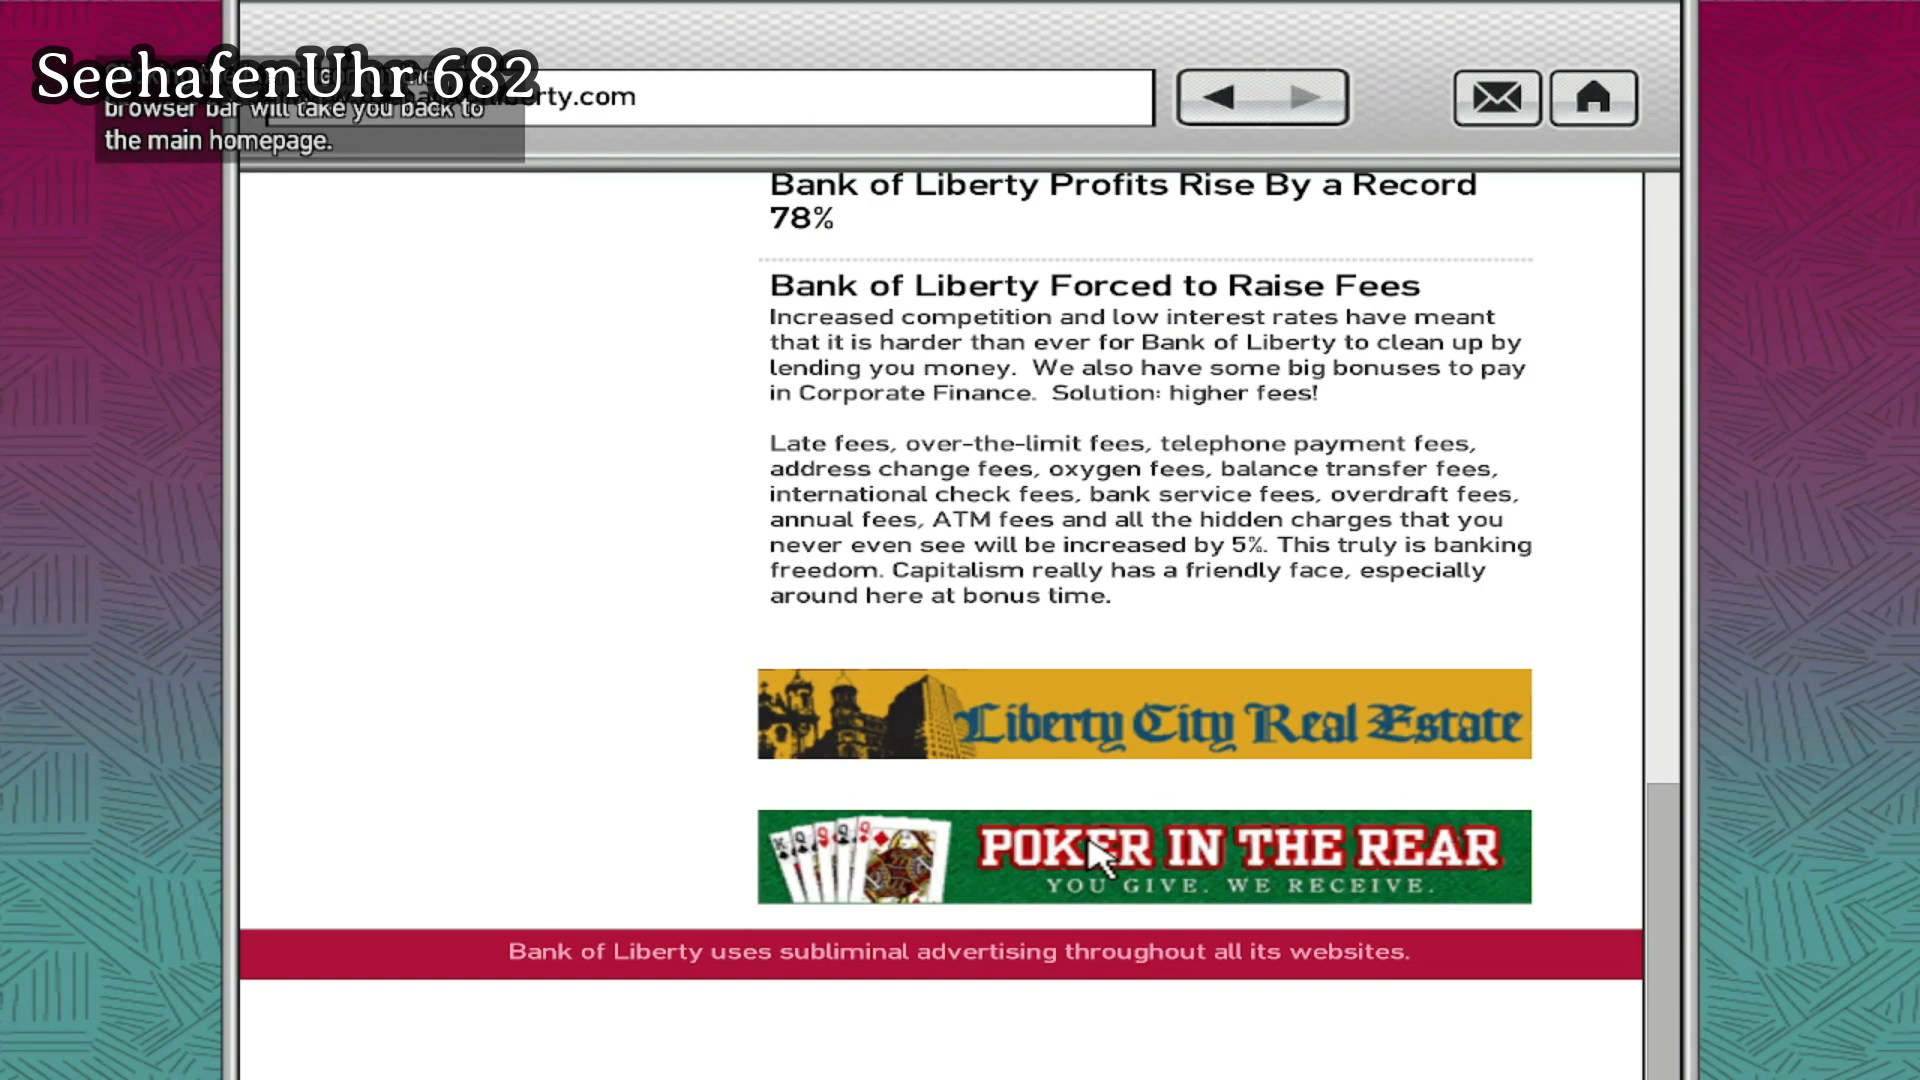 SeehafenUhr 682
liberty.com
browser bar will take you back to
the main homepage.
Bank of Liberty Profits Rise By a Record
78%
Bank of Liberty Forced to Raise Fees
Increased competition and low interest rates have meant
that it is harder than ever for Bank of Liberty to clean up by
lending you money. We also have some big bonuses to pay
in Corporate Finance. Solution: higher fees!
Late fees, over-the-limit fees, telephone payment fees,
address change fees, oxygen fees, balance transfer fees,
international check fees, bank service fees, overdraft fees,
annual fees, ATM fees and all the hidden charges that you
never even see will be increased by 5%. This truly is banking
freedom. Capitalism really has a friendly face, especially
around here at bonus time.
Liberty City Real Estate
POKER IN THE REAR
YOU GIVE. WE RECEIVE.
Bank of Liberty uses subliminal advertising throughout all its websites.